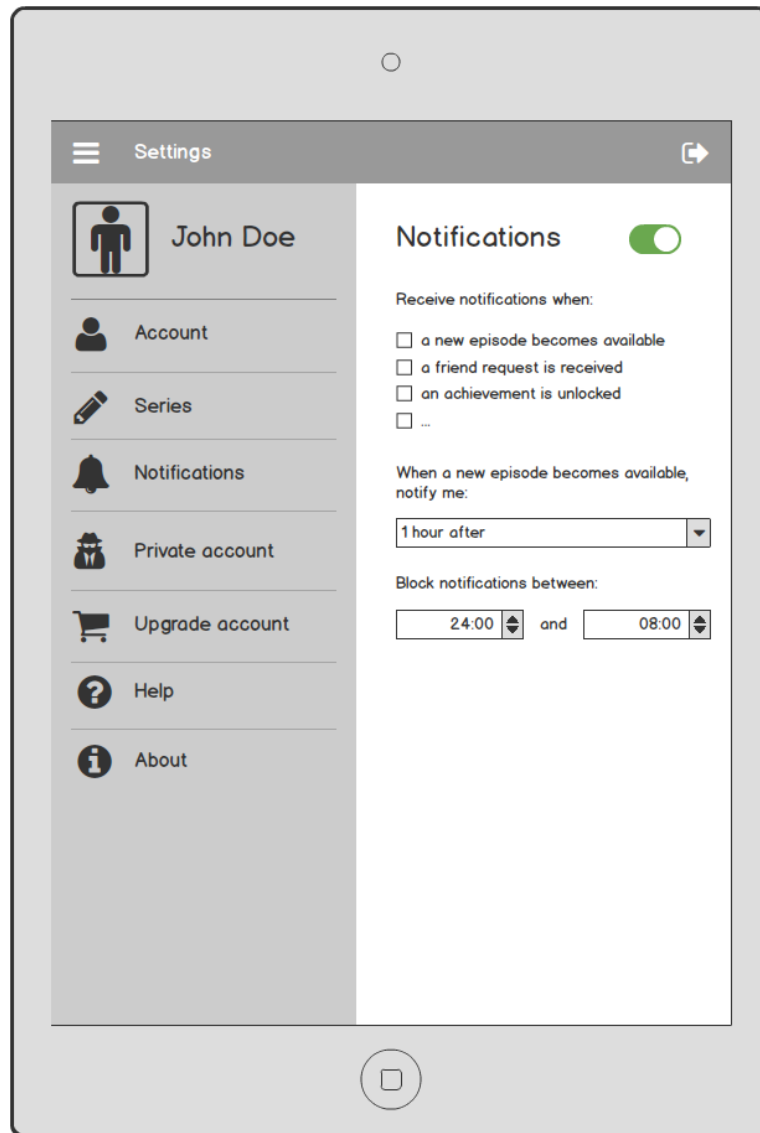 Settings
John Doe
Account
Series
Notifications
Private account
Upgrade account
Help
About
Notifications
Receive notifications when:
a new episode becomes available
a friend request is received
an achievement is unlocked
...
When a new episode becomes available,
notify me:
1 hour after
Block notifications between:
24:00 and 08:00